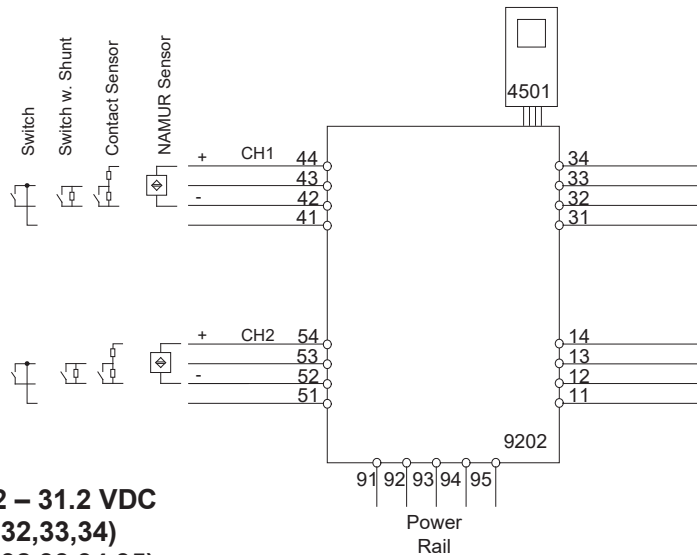 Switch
Switch w. Shunt
Contact Sensor
NAMUR Sensor
4501
+ CH1 44
43
- 42
41
34
33
32
31
+ CH2 54
53
- 52
51
14
13
12
11
9202
91 92 93 94 95
Power
Rail
2 – 31.2 VDC
32,33,34)